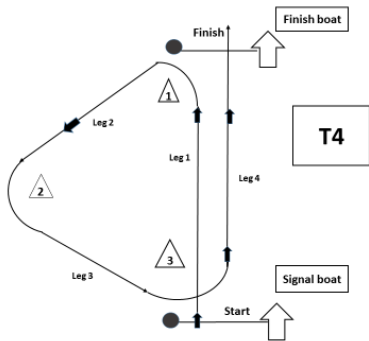 Finish boat
Finish
1
Leg 2
T4
Leg 1
2
Leg 4
3
Leg 3
Signal boat
Start